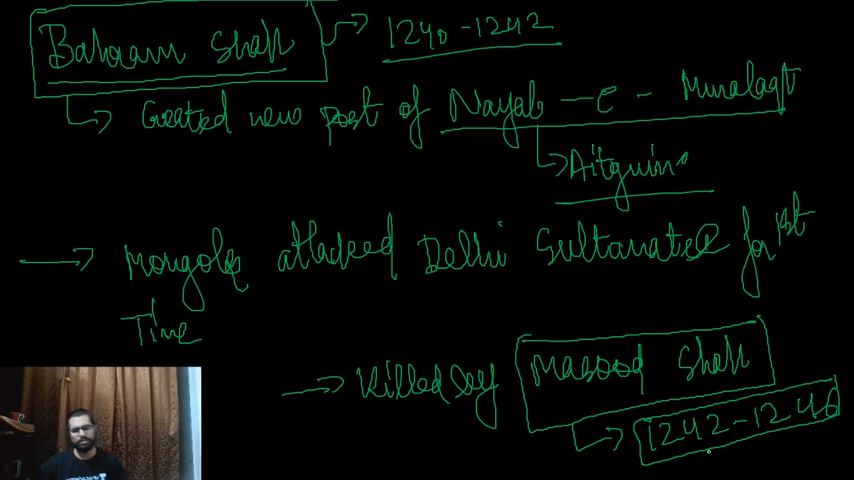 Bahram Shah → 1240-1242
↳ Created new post of Nayab-e-Mumalaqt
↳ Aitguin
→ Mongols attacked Delhi Sultanate for 1st
Time
→ Killed by Masood Shah
↳ 1242-1246